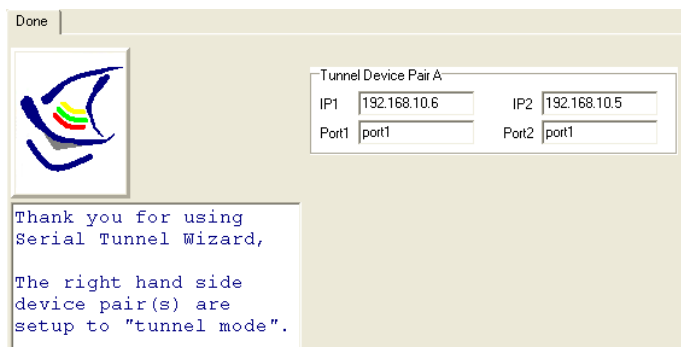 Done
Tunnel Device Pair A
IP1 192.168.10.6 IP2 192.168.10.5
Port1 port1 Port2 port1
Thank you for using
Serial Tunnel Wizard,
The right hand side
device pair(s) are
setup to "tunnel mode".